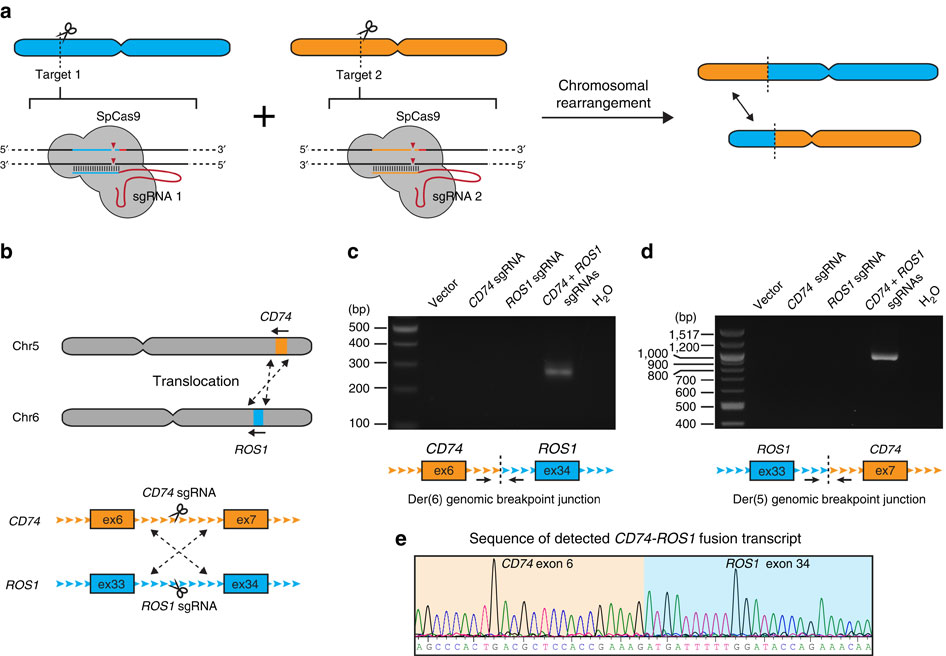 a
Target 1
Target 2
SpCas9
SpCas9
5′ 3′
3′ 5′
sgRNA 1
+
5′ 3′
3′ 5′
sgRNA 2
Chromosomal
rearrangement
b
CD74
Chr5
Translocation
Chr6
ROS1
CD74 sgRNA
CD74
ex6
ex7
ROS1
ex33
ex34
ROS1 sgRNA
c
Vector
CD74 sgRNA
ROS1 sgRNA
CD74 + ROS1
sgRNAs
H2O
(bp)
500
400
300
200
100
CD74
ROS1
ex6
ex34
Der(6) genomic breakpoint junction
d
Vector
CD74 sgRNA
ROS1 sgRNA
CD74 + ROS1
sgRNAs
H2O
(bp)
1,517
1,200
1,000
900
800
700
600
500
400
ROS1
CD74
ex33
ex7
Der(5) genomic breakpoint junction
e
Sequence of detected CD74-ROS1 fusion transcript
CD74 exon 6
ROS1 exon 34
AGCCCACTGACGCTCCACCGAAAGATGATTTTTGGATACCAGAAACAA